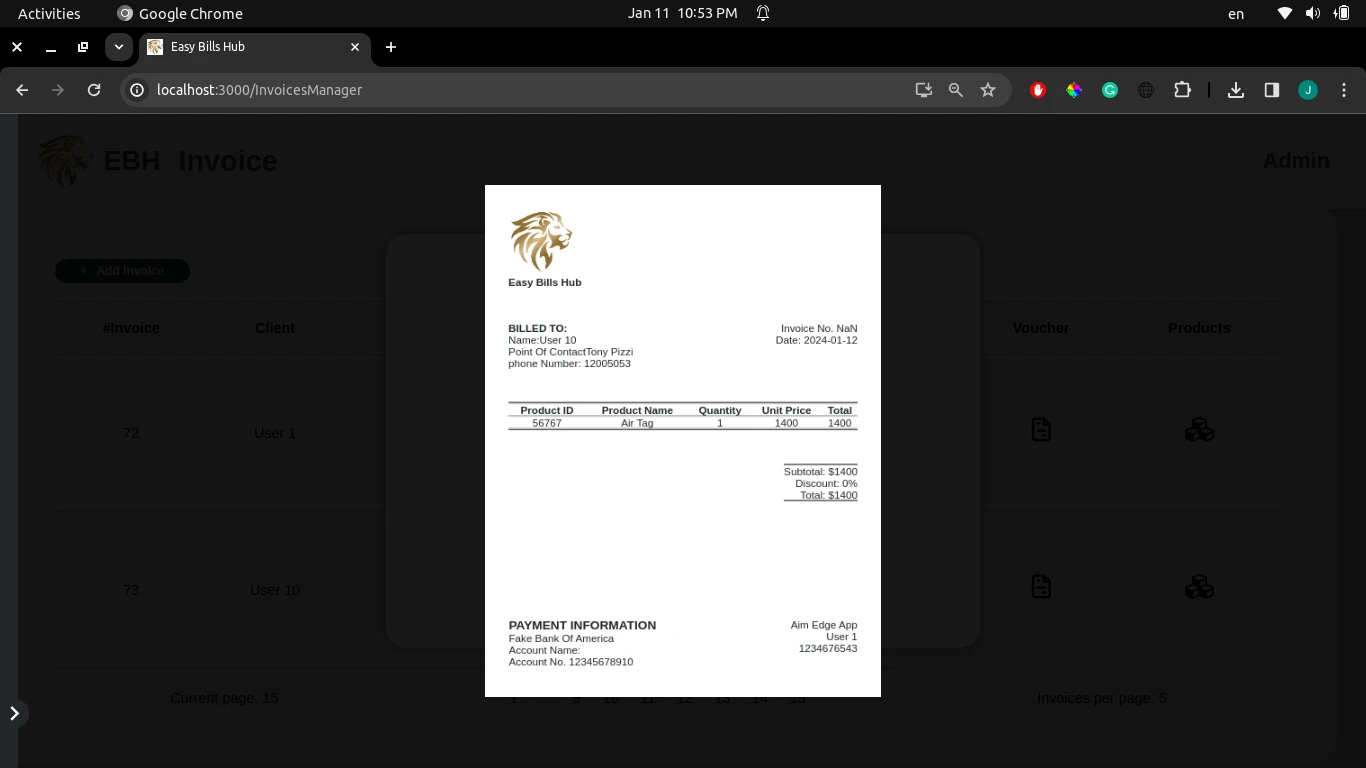 Activities
Google Chrome
Jan 11 10:53 PM
en
Easy Bills Hub
localhost:3000/InvoicesManager
J
EBH Invoice
Admin
+ Add Invoice
#Invoice Client Voucher Products
72 User 1
73 User 10
Easy Bills Hub
BILLED TO:
Name:User 10
Point Of ContactTony Pizzi
phone Number: 12005053
Invoice No. NaN
Date: 2024-01-12
Product ID Product Name Quantity Unit Price Total
56767 Air Tag 1 1400 1400
Subtotal: $1400
Discount: 0%
Total: $1400
PAYMENT INFORMATION
Fake Bank Of America
Account Name:
Account No. 12345678910
Aim Edge App
User 1
1234676543
Current page: 15
1 ... 9 10 11 12 13 14 15
Invoices per page: 5